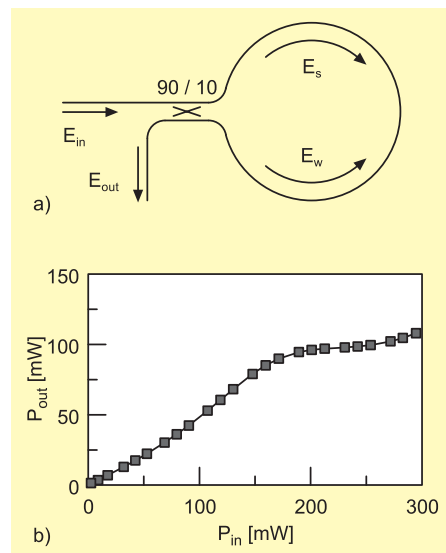 90 / 10
E_s
E_in
E_w
E_out
a)
150
100
50
0
P_out [mW]
0 100 200 300
P_in [mW]
b)